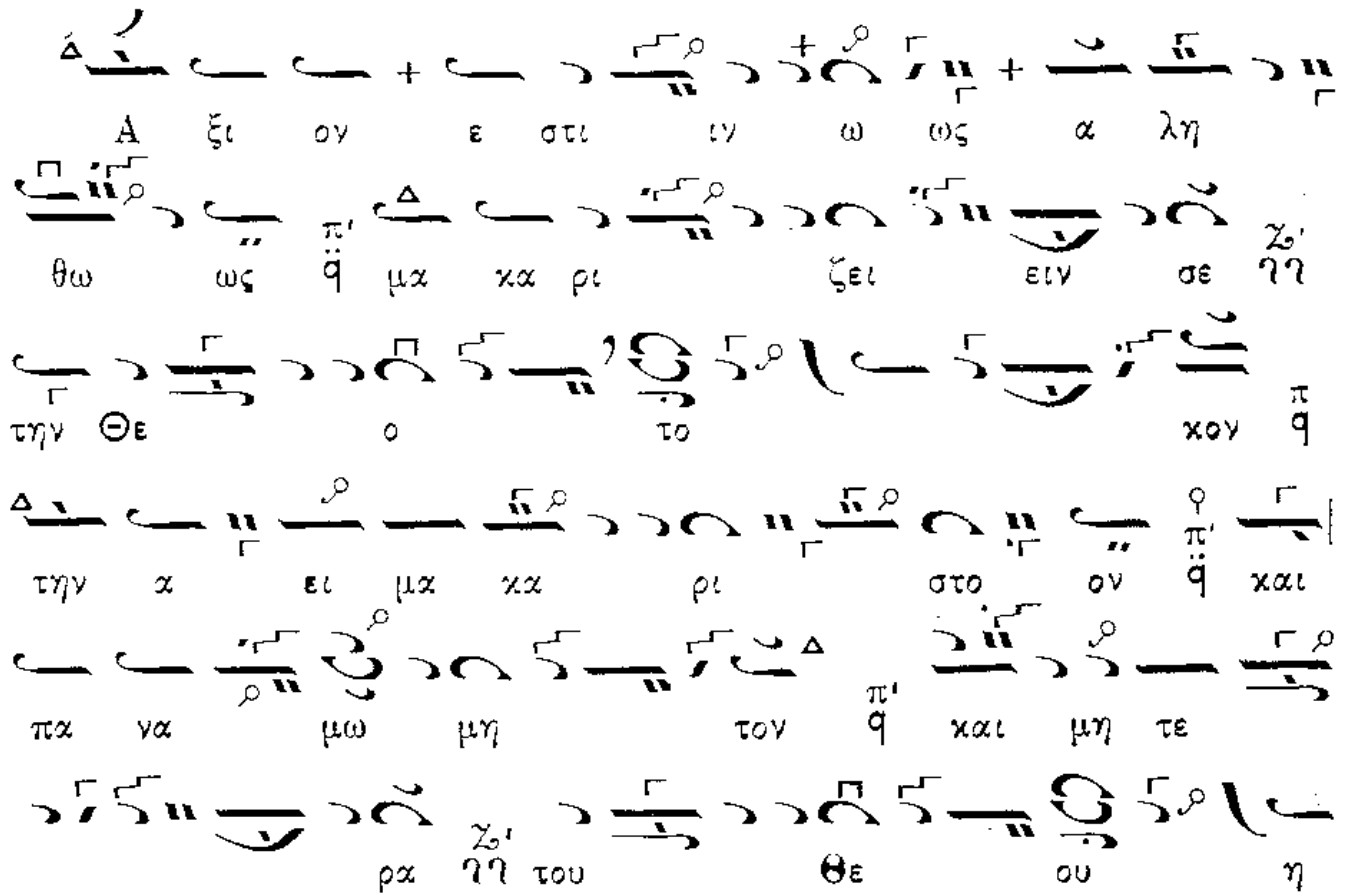 Α ξι ον ε στι ιν ω ως α λη
θω ως π' q̈ μα κα ρι ζει ειν σε Ζ'
την Θε ο το κον π q
την α ει μα κα ρι στο ον π' q̈ και
πα να μω μη τον π' q και μη τε
ρα Ζ' του Θε ου η